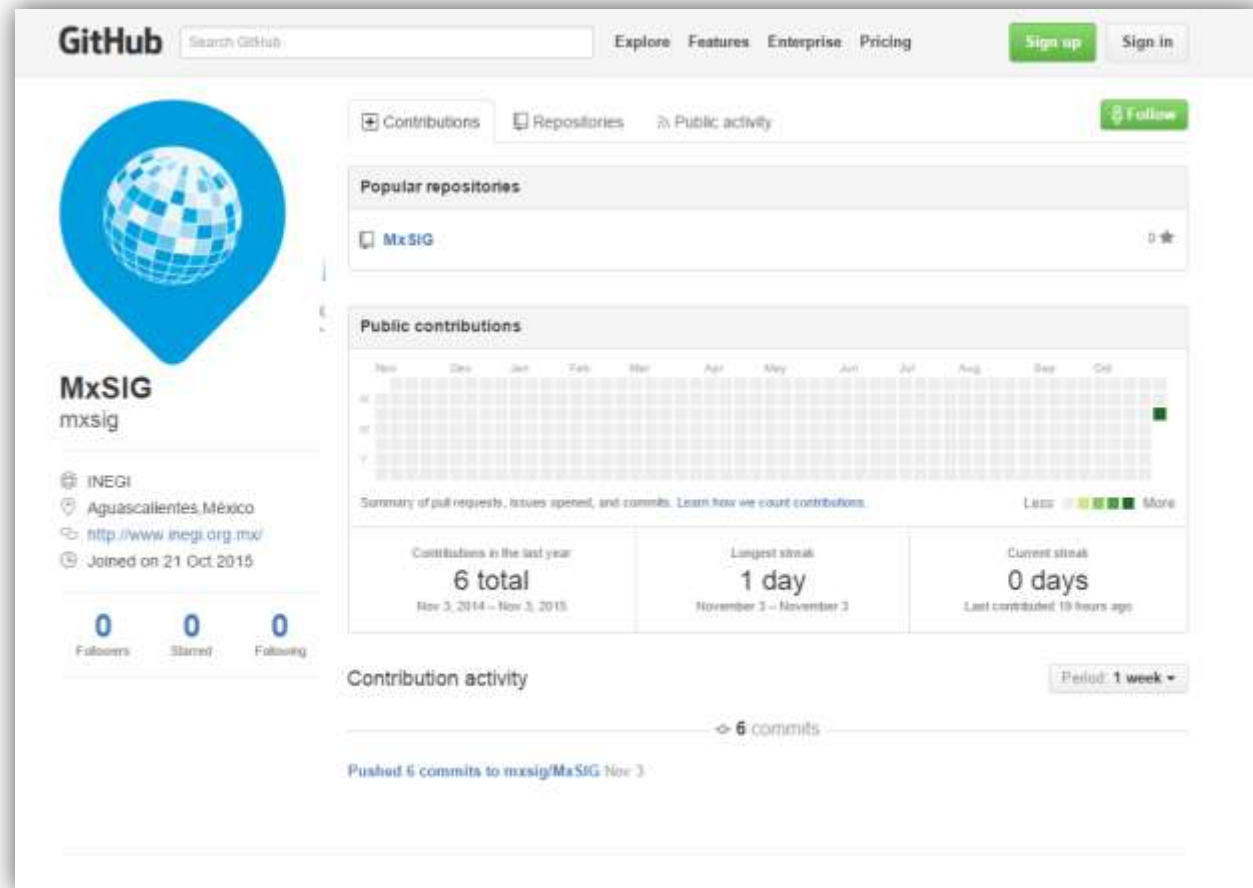 GitHub Search GitHub Explore Features Enterprise Pricing Sign up Sign in
Contributions Repositories Public activity Follow
Popular repositories
MxSIG 0
Public contributions
Nov Dec Jan Feb Mar Apr May Jun Jul Aug Sep Oct
M
W
F
Summary of pull requests, issues opened, and commits. Learn how we count contributions. Less More
Contributions in the last year
6 total
Nov 3, 2014 – Nov 3, 2015
Longest streak
1 day
November 3 – November 3
Current streak
0 days
Last contributed 19 hours ago
Contribution activity Period: 1 week
6 commits
Pushed 6 commits to mxsig/MxSIG Nov 3
MxSIG
mxsig
INEGI
Aguascalientes,México
http://www.inegi.org.mx/
Joined on 21 Oct 2015
0 0 0
Followers Starred Following